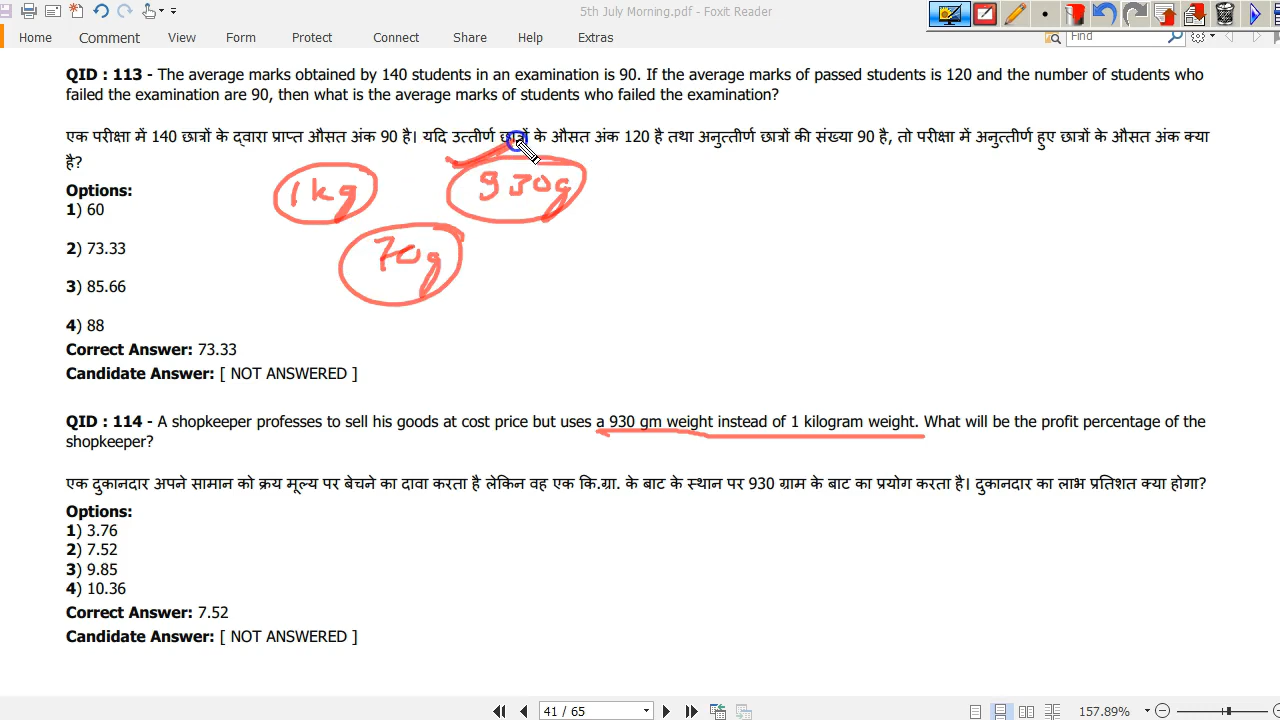 5th July Morning.pdf - Foxit Reader
Home Comment View Form Protect Connect Share Help Extras
Find
QID : 113 - The average marks obtained by 140 students in an examination is 90. If the average marks of passed students is 120 and the number of students who
failed the examination are 90, then what is the average marks of students who failed the examination?
एक परीक्षा में 140 छात्रों के द्वारा प्राप्त औसत अंक 90 है। यदि उत्तीर्ण छात्रों के औसत अंक 120 है तथा अनुत्तीर्ण छात्रों की संख्या 90 है, तो परीक्षा में अनुत्तीर्ण हुए छात्रों के औसत अंक क्या
है?
Options:
1kg 930g
1) 60
70g
2) 73.33
3) 85.66
4) 88
Correct Answer: 73.33
Candidate Answer: [ NOT ANSWERED ]
QID : 114 - A shopkeeper professes to sell his goods at cost price but uses a 930 gm weight instead of 1 kilogram weight. What will be the profit percentage of the
shopkeeper?
एक दुकानदार अपने सामान को क्रय मूल्य पर बेचने का दावा करता है लेकिन वह एक कि.ग्रा. के बाट के स्थान पर 930 ग्राम के बाट का प्रयोग करता है। दुकानदार का लाभ प्रतिशत क्या होगा?
Options:
1) 3.76
2) 7.52
3) 9.85
4) 10.36
Correct Answer: 7.52
Candidate Answer: [ NOT ANSWERED ]
41 / 65 157.89%